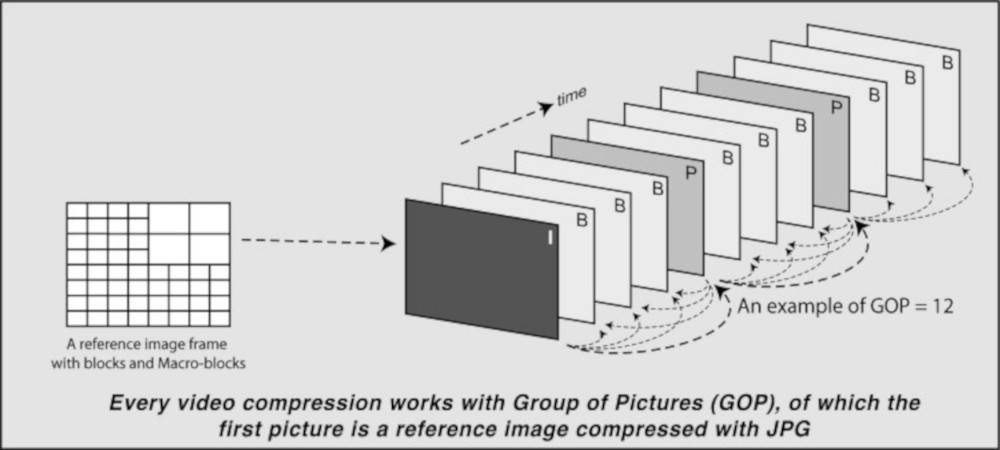 time
I
B
B
B
P
B
B
B
P
B
B
B
An example of GOP = 12
A reference image frame
with blocks and Macro-blocks
Every video compression works with Group of Pictures (GOP), of which the
first picture is a reference image compressed with JPG